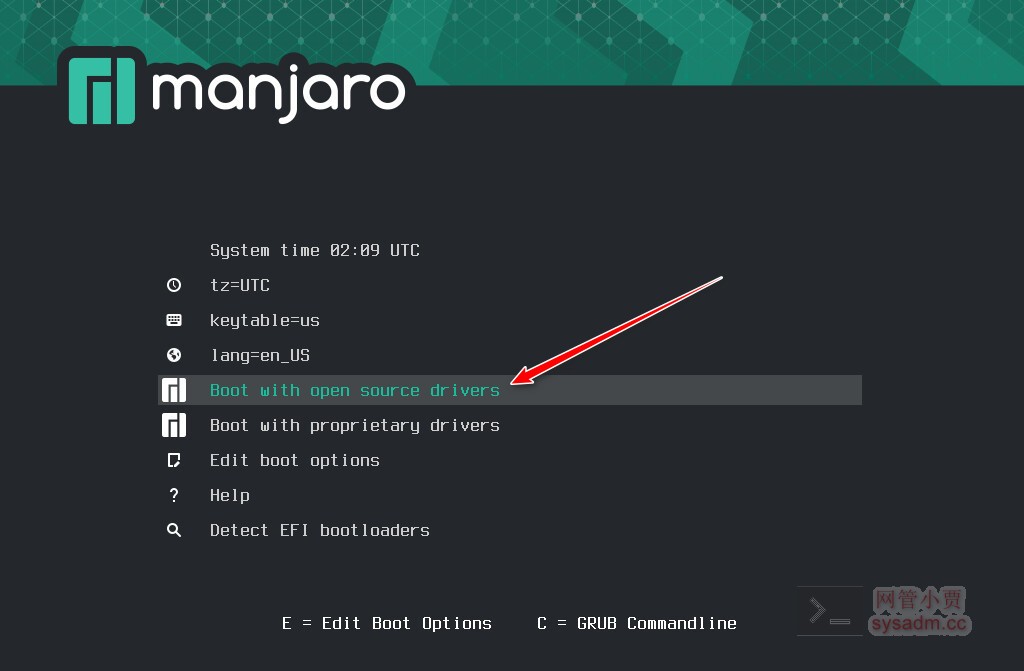 manjaro
System time 02:09 UTC
tz=UTC
keytable=us
lang=en_US
Boot with open source drivers
Boot with proprietary drivers
Edit boot options
? Help
Detect EFI bootloaders
E = Edit Boot Options C = GRUB Commandline
网管小贾
sysadm.cc